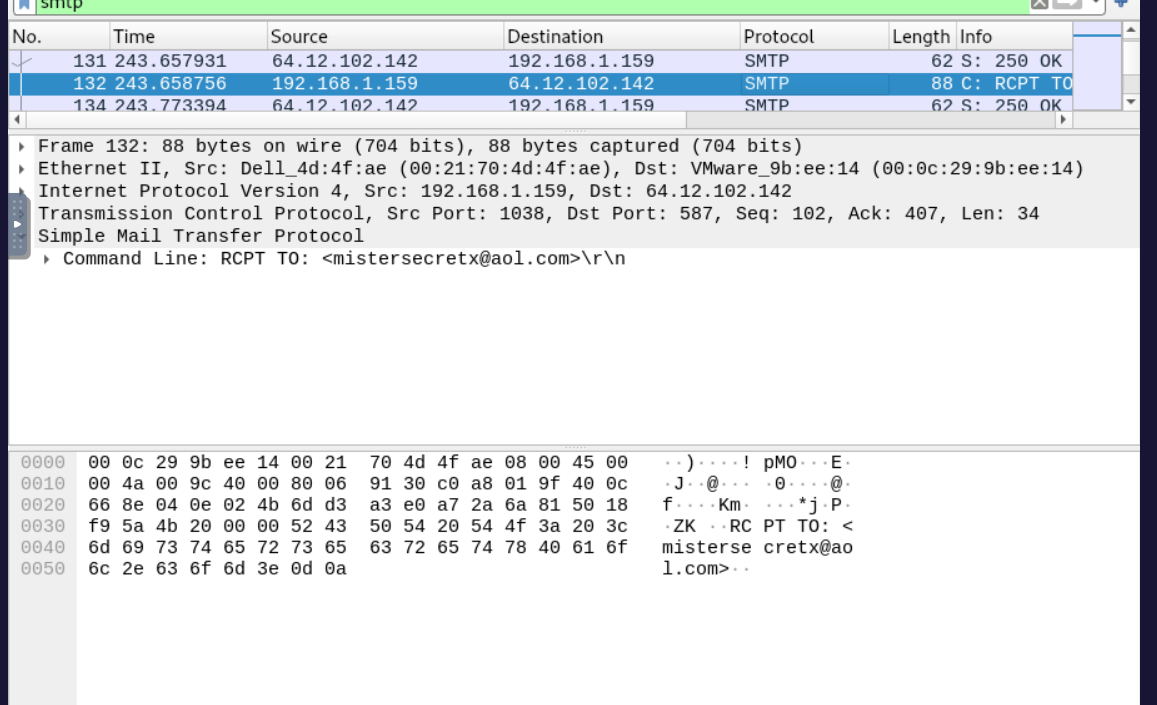 smtp
No. Time Source Destination Protocol Length Info
131 243.657931 64.12.102.142 192.168.1.159 SMTP 62 S: 250 OK
132 243.658756 192.168.1.159 64.12.102.142 SMTP 88 C: RCPT TO
134 243.773394 64.12.102.142 192.168.1.159 SMTP 62 S: 250 OK
Frame 132: 88 bytes on wire (704 bits), 88 bytes captured (704 bits)
Ethernet II, Src: Dell_4d:4f:ae (00:21:70:4d:4f:ae), Dst: VMware_9b:ee:14 (00:0c:29:9b:ee:14)
Internet Protocol Version 4, Src: 192.168.1.159, Dst: 64.12.102.142
Transmission Control Protocol, Src Port: 1038, Dst Port: 587, Seq: 102, Ack: 407, Len: 34
Simple Mail Transfer Protocol
Command Line: RCPT TO: <mistersecretx@aol.com>\r\n
0000 00 0c 29 9b ee 14 00 21 70 4d 4f ae 08 00 45 00 ··)····! pMO···E·
0010 00 4a 00 9c 40 00 80 06 91 30 c0 a8 01 9f 40 0c ·J··@··· ·0····@·
0020 66 8e 04 0e 02 4b 6d d3 a3 e0 a7 2a 6a 81 50 18 f····Km· ···*j·P·
0030 f9 5a 4b 20 00 00 52 43 50 54 20 54 4f 3a 20 3c ·ZK ··RC PT TO: <
0040 6d 69 73 74 65 72 73 65 63 72 65 74 78 40 61 6f misterse cretx@ao
0050 6c 2e 63 6f 6d 3e 0d 0a l.com>··